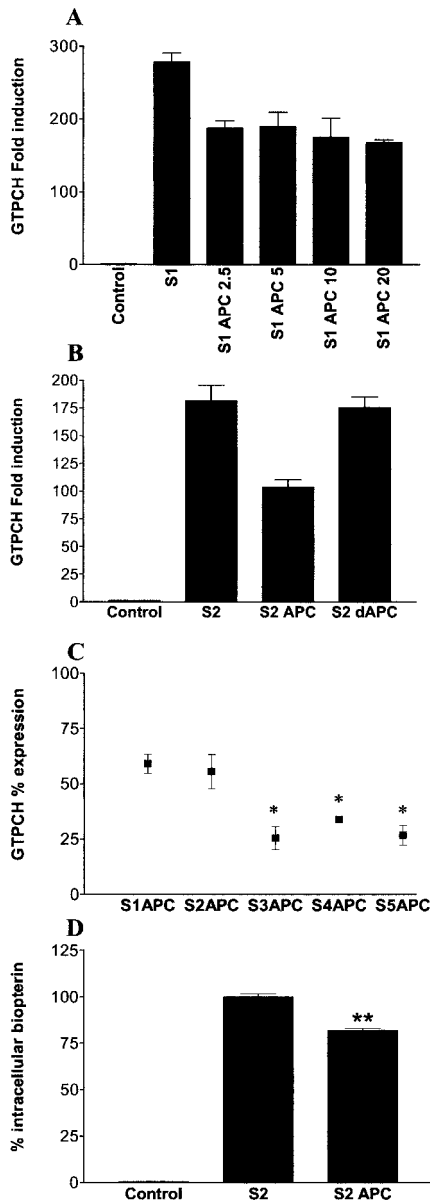 A
GTPCH Fold induction
300
200
100
0
Control
S1
S1 APC 2.5
S1 APC 5
S1 APC 10
S1 APC 20
B
GTPCH Fold induction
200
175
150
125
100
75
50
25
0
Control S2 S2 APC S2 dAPC
C
GTPCH % expression
100
75
50
25
0
* * *
S1APC S2APC S3APC S4APC S5APC
D
% intracellular biopterin
125
100
75
50
25
0
**
Control S2 S2 APC